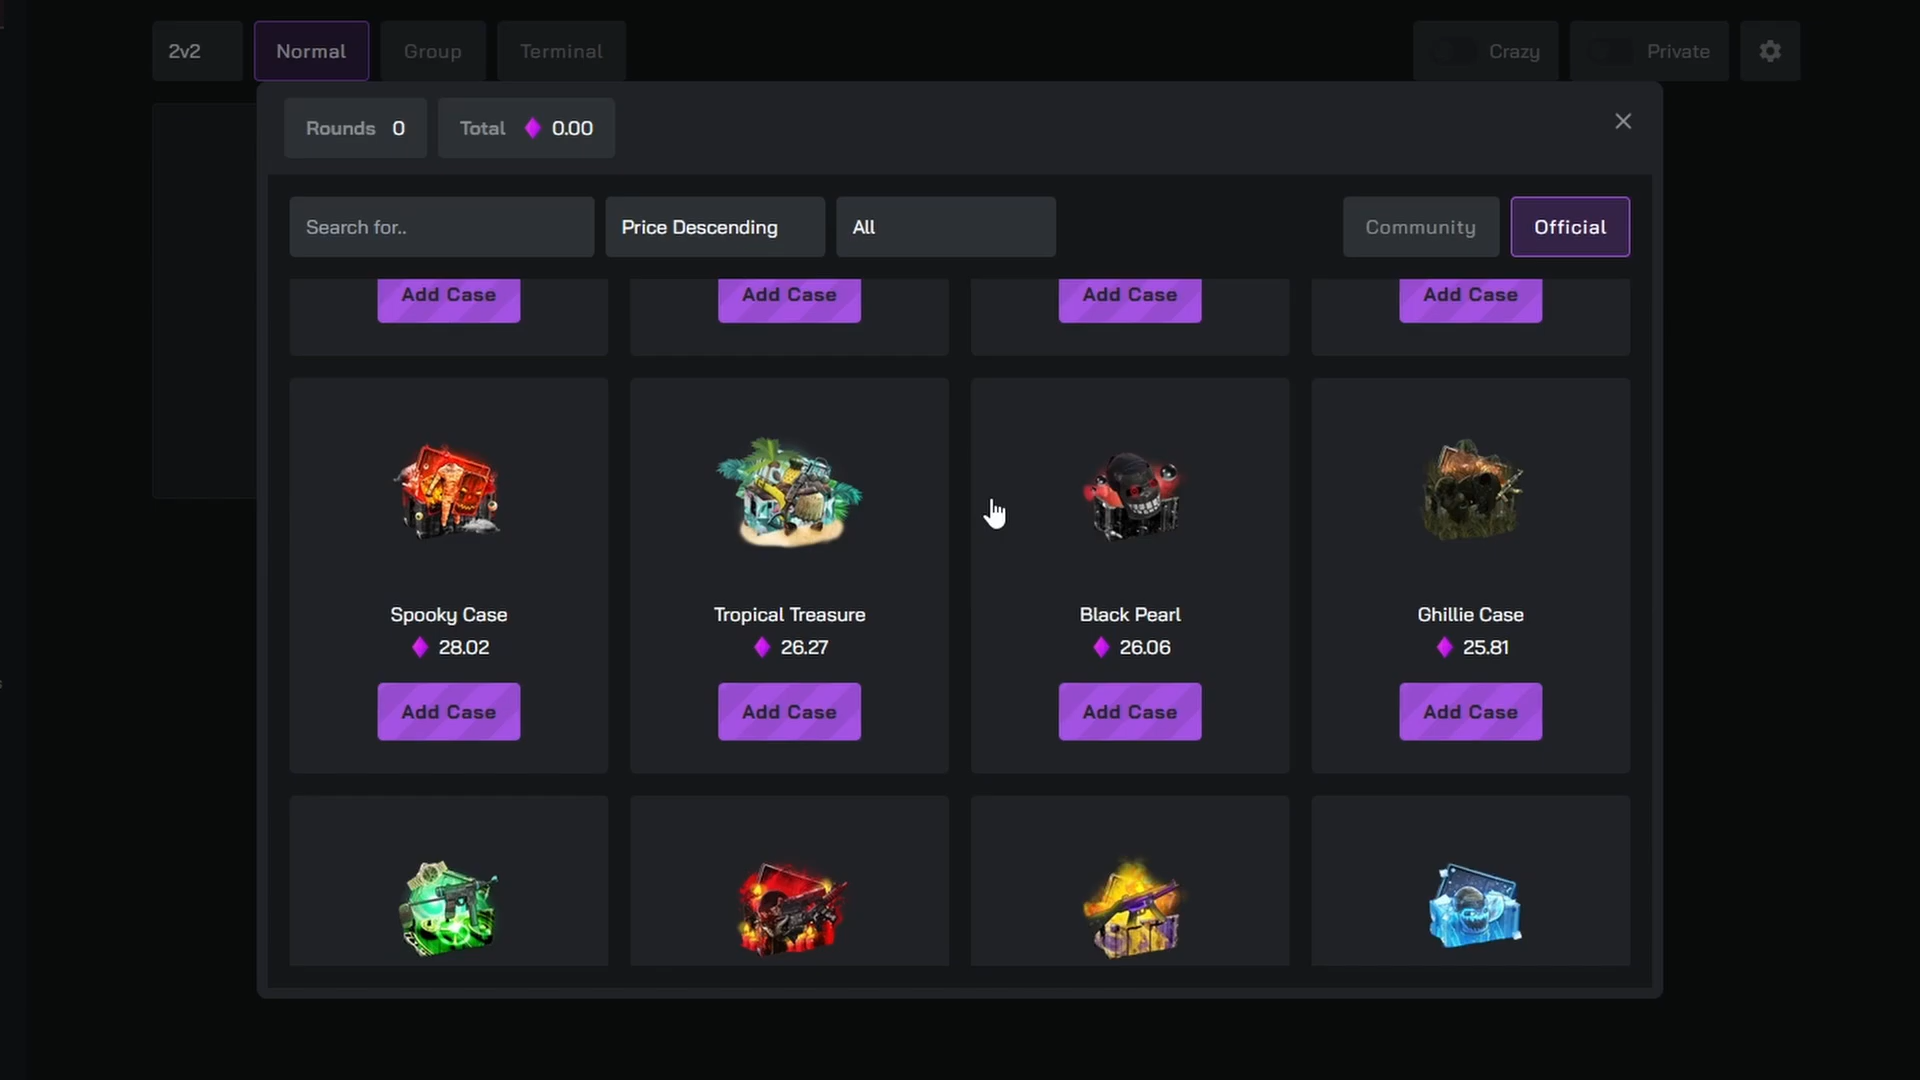 2v2
Normal
Group
Terminal
Crazy
Private
Rounds 0
Total 0.00
Search for..
Price Descending
All
Community
Official
Add Case
Add Case
Add Case
Add Case
Spooky Case
28.02
Add Case
Tropical Treasure
26.27
Add Case
Black Pearl
26.06
Add Case
Ghillie Case
25.81
Add Case